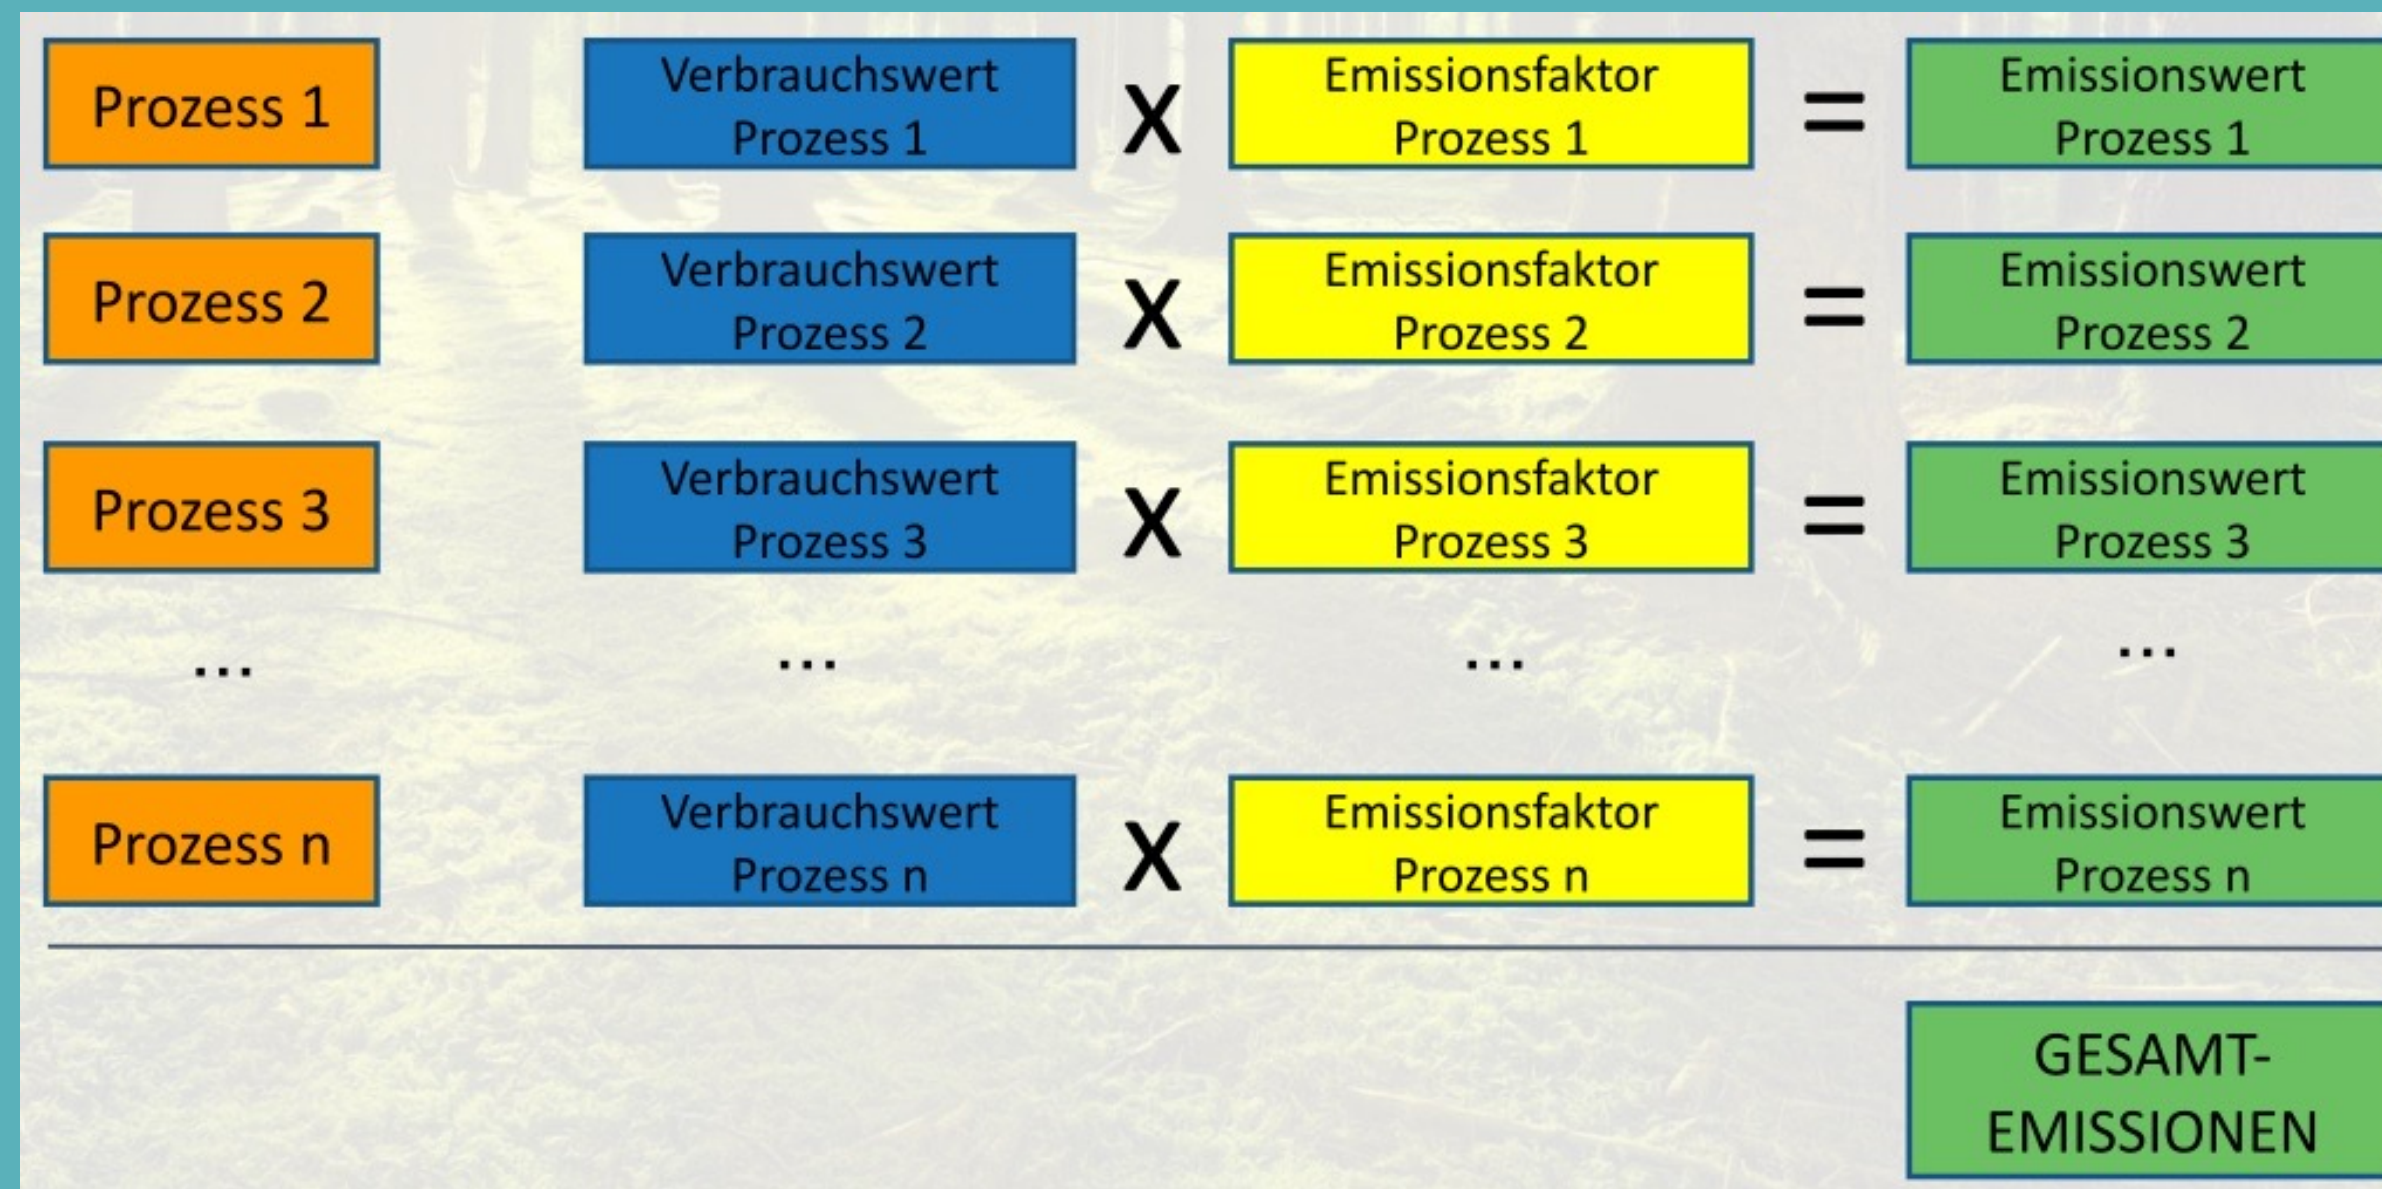 Prozess 1
Verbrauchswert
Prozess 1
X
Emissionsfaktor
Prozess 1
=
Emissionswert
Prozess 1
Prozess 2
Verbrauchswert
Prozess 2
X
Emissionsfaktor
Prozess 2
=
Emissionswert
Prozess 2
Prozess 3
Verbrauchswert
Prozess 3
X
Emissionsfaktor
Prozess 3
=
Emissionswert
Prozess 3
...
...
...
...
Prozess n
Verbrauchswert
Prozess n
X
Emissionsfaktor
Prozess n
=
Emissionswert
Prozess n
GESAMT-
EMISSIONEN